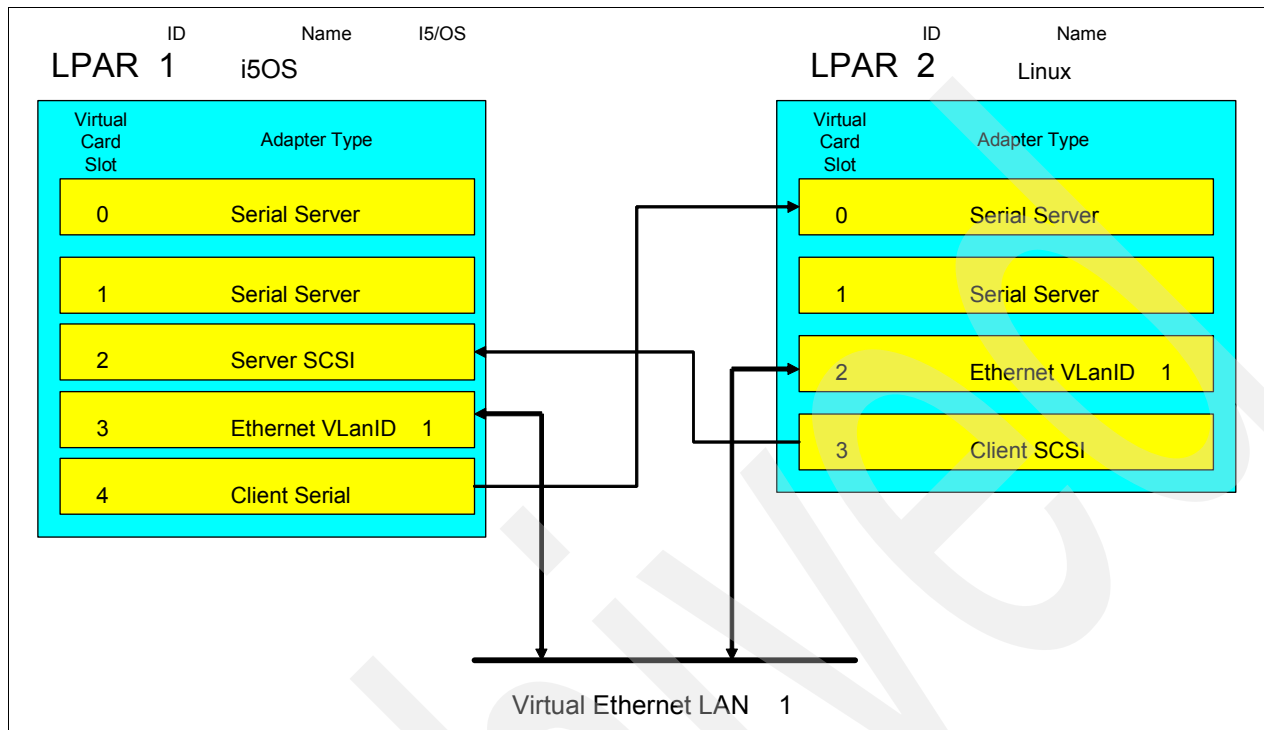 ID Name I5/OS
LPAR 1 i5OS
Virtual
Card
Slot
Adapter Type
0 Serial Server
1 Serial Server
2 Server SCSI
3 Ethernet VLanID 1
4 Client Serial
ID Name
LPAR 2 Linux
Virtual
Card
Slot
Adapter Type
0 Serial Server
1 Serial Server
2 Ethernet VLanID 1
3 Client SCSI
Virtual Ethernet LAN 1